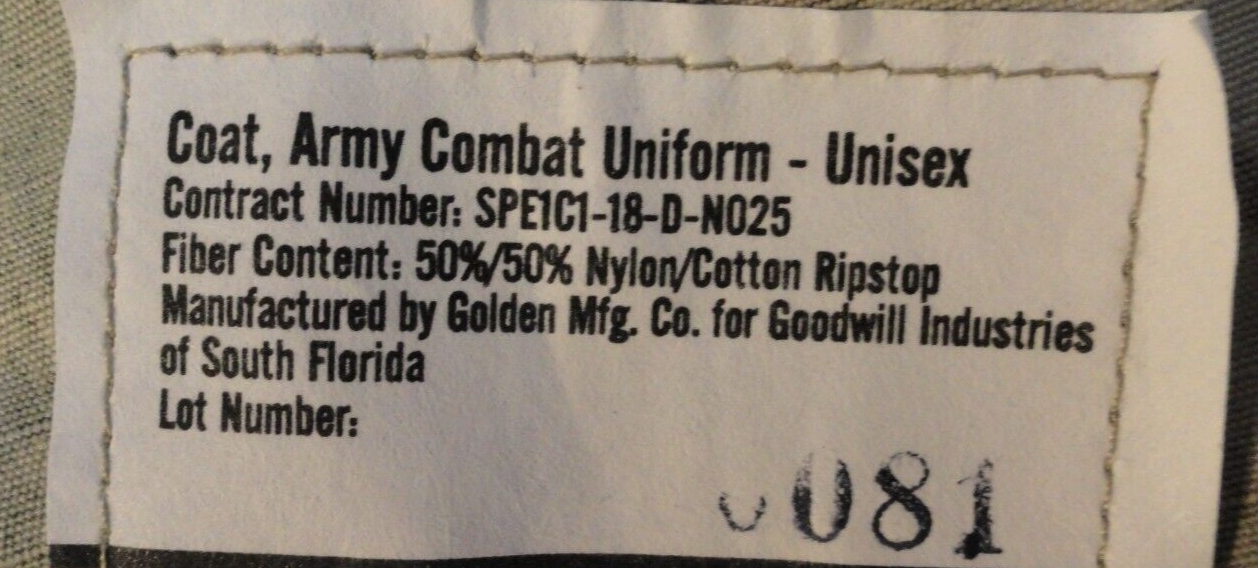 Coat, Army Combat Uniform - Unisex
Contract Number: SPE1C1-18-D-N025
Fiber Content: 50%/50% Nylon/Cotton Ripstop
Manufactured by Golden Mfg. Co. for Goodwill Industries
of South Florida
Lot Number:
0081